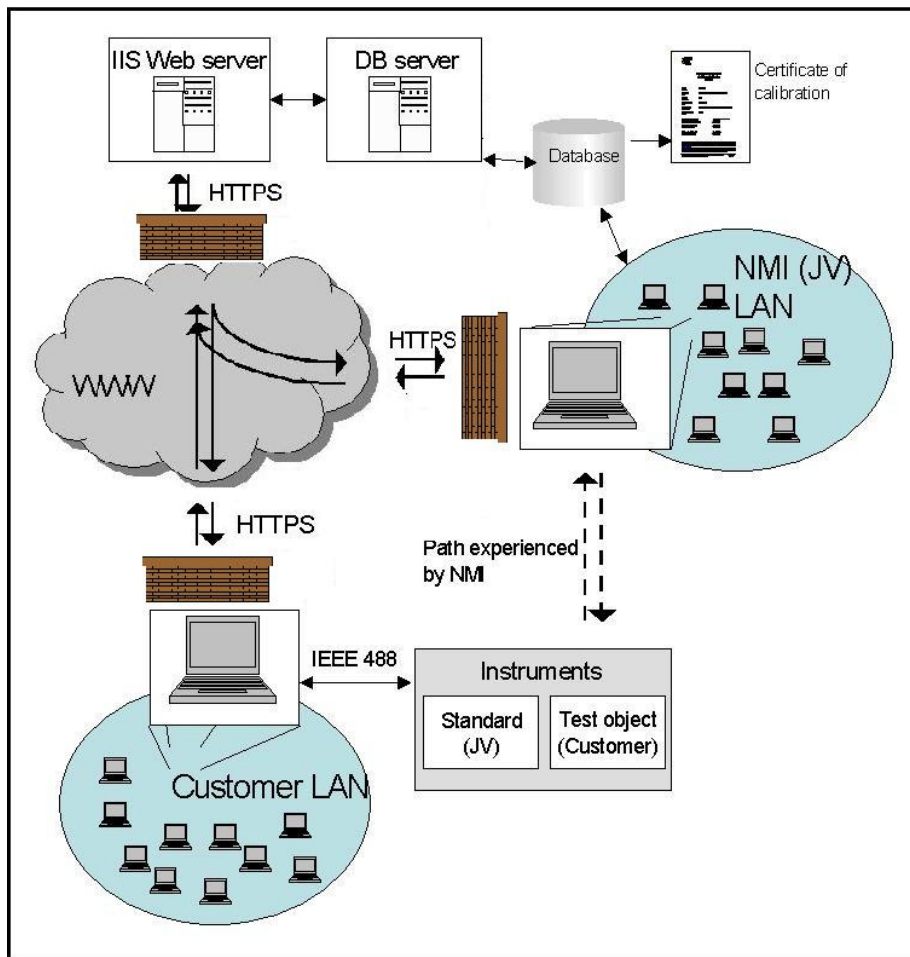 IIS Web server
DB server
Certificate of
calibration
Database
HTTPS
NMI (JV)
LAN
HTTPS
WWW
HTTPS
Path experienced
by NMI
IEEE 488
Instruments
Standard
(JV)
Test object
(Customer)
Customer LAN